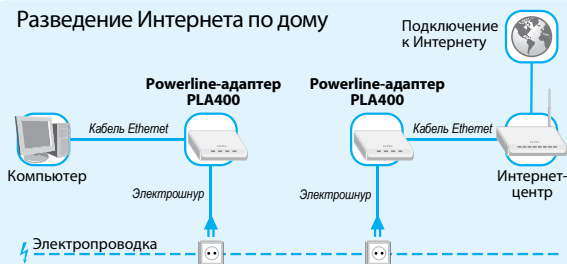 Разведение Интернета по дому
Подключение
к Интернету
Powerline-адаптер
PLA400
Powerline-адаптер
PLA400
Кабель Ethernet
Кабель Ethernet
Компьютер
Интернет-
центр
Электрошнур
Электрошнур
Электропроводка